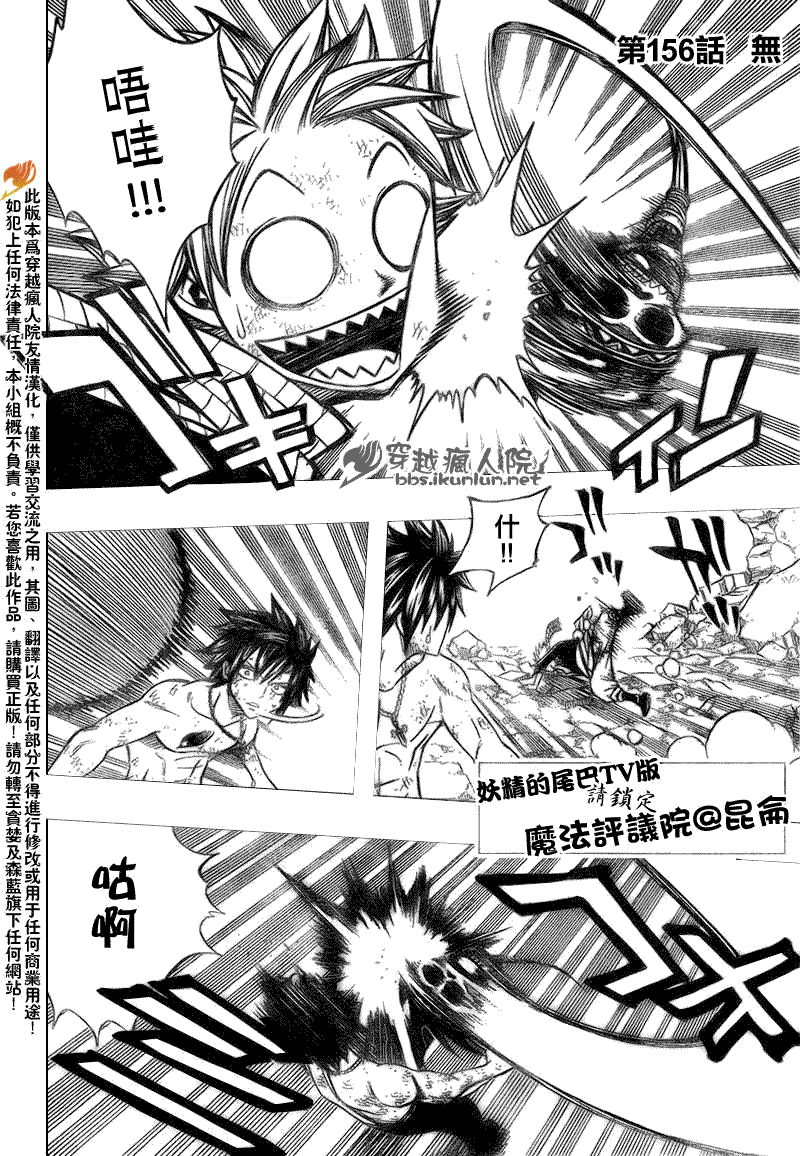 第156話 無
唔哇!!!
バキ
イン
穿越瘋人院
bbs.ikunlun.net
什!!
妖精的尾巴TV版
請鎖定
魔法評議院@昆侖
咕啊
此版本爲穿越瘋人院友情漢化，僅供學習交流之用，其圖、翻譯以及任何部分不得進行修改或用于任何商業用途！
如犯上任何法律責任，本小組概不負責。若您喜歡此作品，請購買正版！請勿轉至貪婪及森藍旗下任何網站！